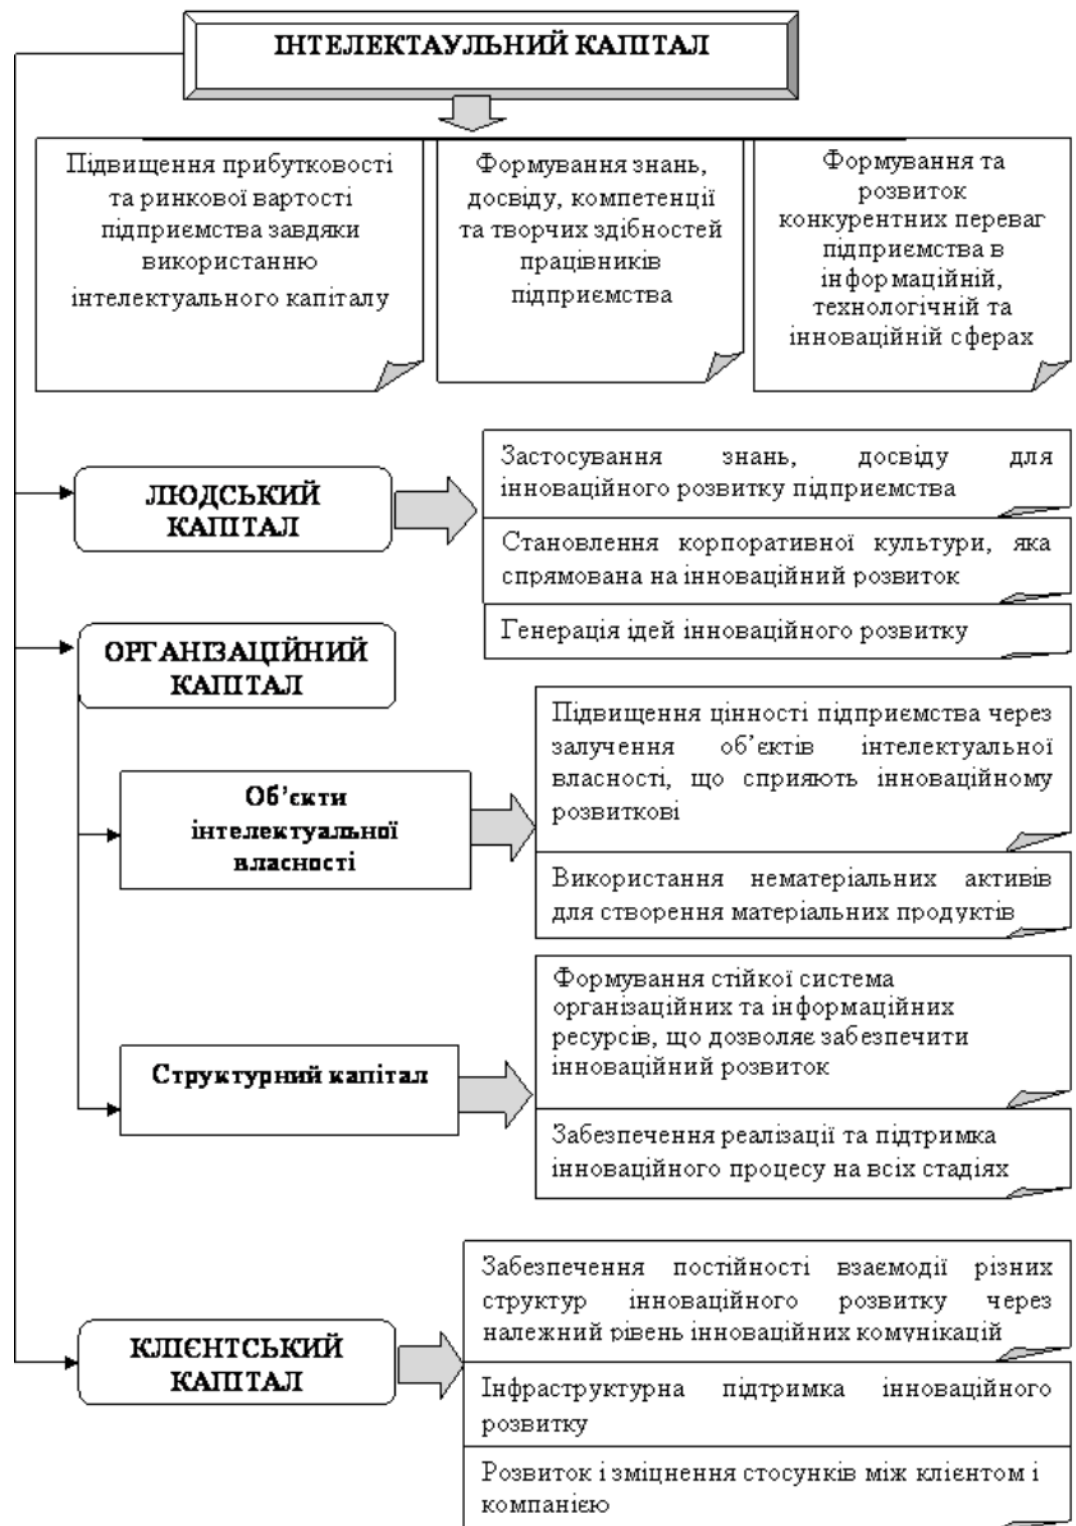 ІНТЕЛЕКТАУЛЬНИЙ КАПІТАЛ
Підвищення прибутковості
та ринкової вартості
підприємства завдяки
використанню
інтелектуального капіталу
Формування знань,
досвіду, компетенції
та творчих здібностей
працівників
підприємства
Формування та
розвиток
конкурентних переваг
підприємства в
інформаційній,
технологічній та
інноваційній сферах
ЛЮДСЬКИЙ
КАПІТАЛ
Застосування знань, досвіду для
інноваційного розвитку підприємства
Становлення корпоративної культури, яка
спрямована на інноваційний розвиток
Генерація ідей інноваційного розвитку
ОРГАНІЗАЦІЙНИЙ
КАПІТАЛ
Об’єкти
інтелектуальної
власності
Підвищення цінності підприємства через
залучення об’єктів інтелектуальної
власності, що сприяють інноваційному
розвиткові
Використання нематеріальних активів
для створення матеріальних продуктів
Структурний капітал
Формування стійкої система
організаційних та інформаційних
ресурсів, що дозволяє забезпечити
інноваційний розвиток
Забезпечення реалізації та підтримка
інноваційного процесу на всіх стадіях
КЛІЄНТСЬКИЙ
КАПІТАЛ
Забезпечення постійності взаємодії різних
структур інноваційного розвитку через
належний рівень інноваційних комунікацій
Інфраструктурна підтримка інноваційного
розвитку
Розвиток і зміцнення стосунків між клієнтом і
компанією